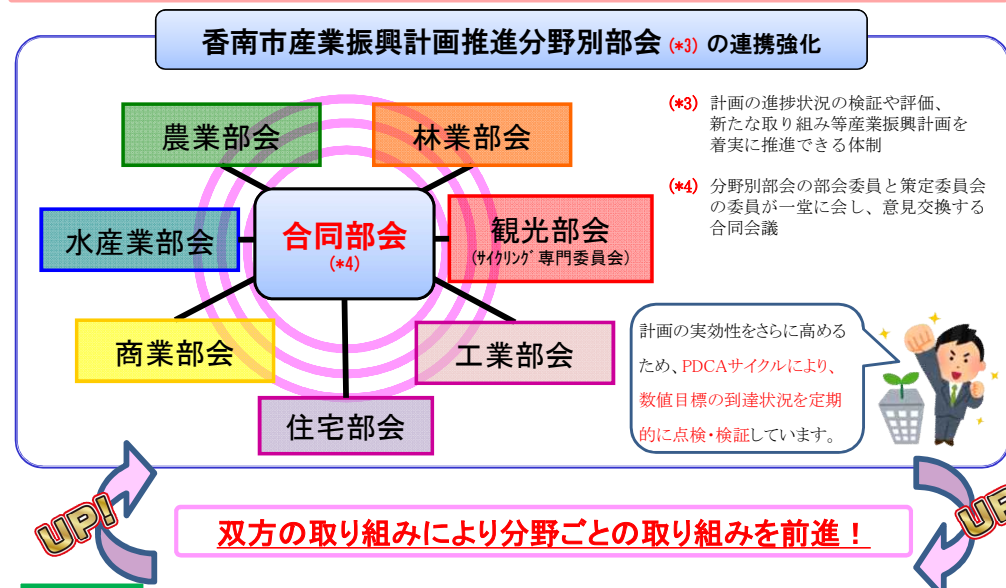 香南市産業振興計画推進分野別部会 (*3) の連携強化
(*3) 計画の進捗状況の検証や評価、
新たな取り組み等産業振興計画を
着実に推進できる体制
(*4) 分野別部会の部会委員と策定委員会
の委員が一堂に会し、意見交換する
合同会議
農業部会
林業部会
水産業部会
合同部会
(*4)
観光部会
(ｻｲｸﾘﾝｸﾞ専門委員会)
商業部会
工業部会
住宅部会
計画の実効性をさらに高める
ため、PDCAサイクルにより、
数値目標の到達状況を定期
的に点検・検証しています。
UP!
双方の取り組みにより分野ごとの取り組みを前進！
UP